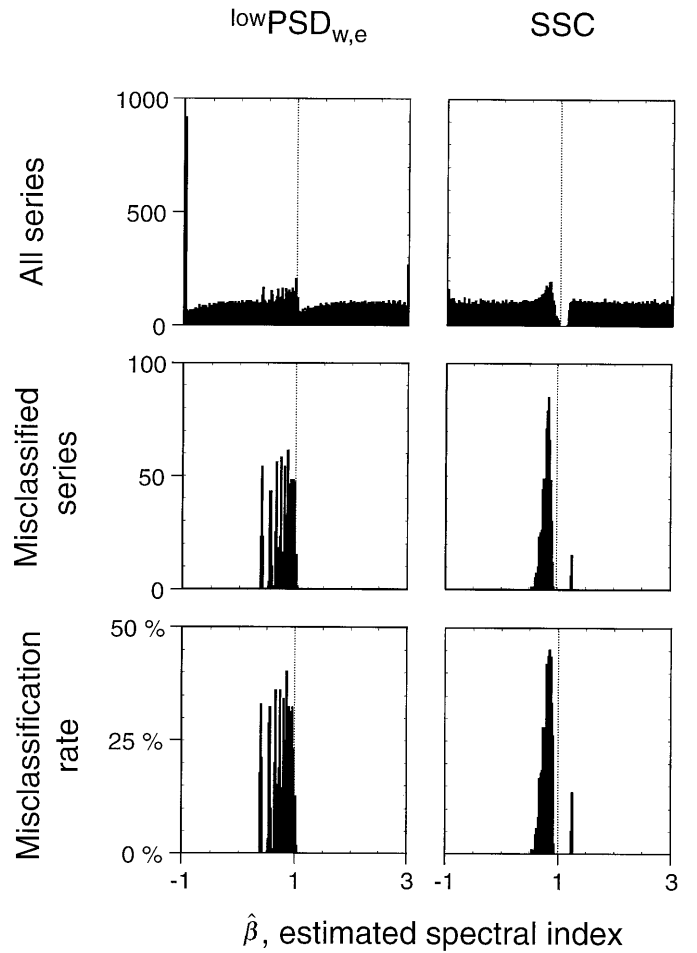 lowPSDw,e
SSC
All series
1000
500
0
Misclassified
series
100
50
0
Misclassification
rate
50 %
25 %
0 %
-1
1
3
-1
1
3
β̂, estimated spectral index